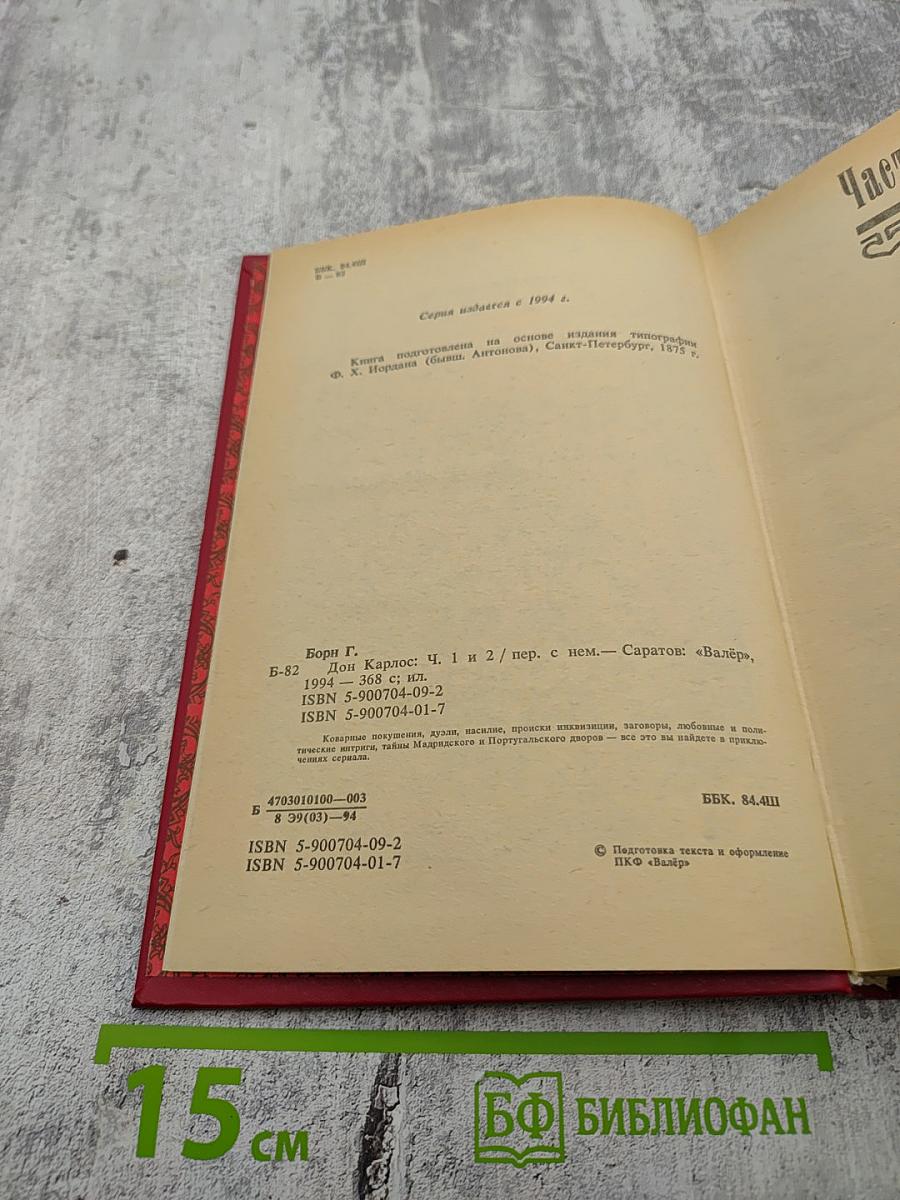 ББК. 84.4Ш
Б — 82
Серия издается с 1994 г.
Книга подготовлена на основе издания типографии
Ф. Х. Иордана (бывш. Антонова), Санкт-Петербург, 1875 г.
Борн Г.
Б-82 Дон Карлос: Ч. 1 и 2 / пер. с нем.— Саратов: «Валёр»,
1994 — 368 с; ил.
ISBN 5-900704-09-2
ISBN 5-900704-01-7
Коварные покушения, дуэли, насилие, происки инквизиции, заговоры, любовные и поли-
тические интриги, тайны Мадридского и Португальского дворов — все это вы найдете в приклю-
чениях сериала.
Б 4703010100—003
8 Э9(03)—94
ББК. 84.4Ш
ISBN 5-900704-09-2
ISBN 5-900704-01-7
© Подготовка текста и оформление
ПКФ «Валёр»
Част
15 см
БФ БИБЛИОФАН